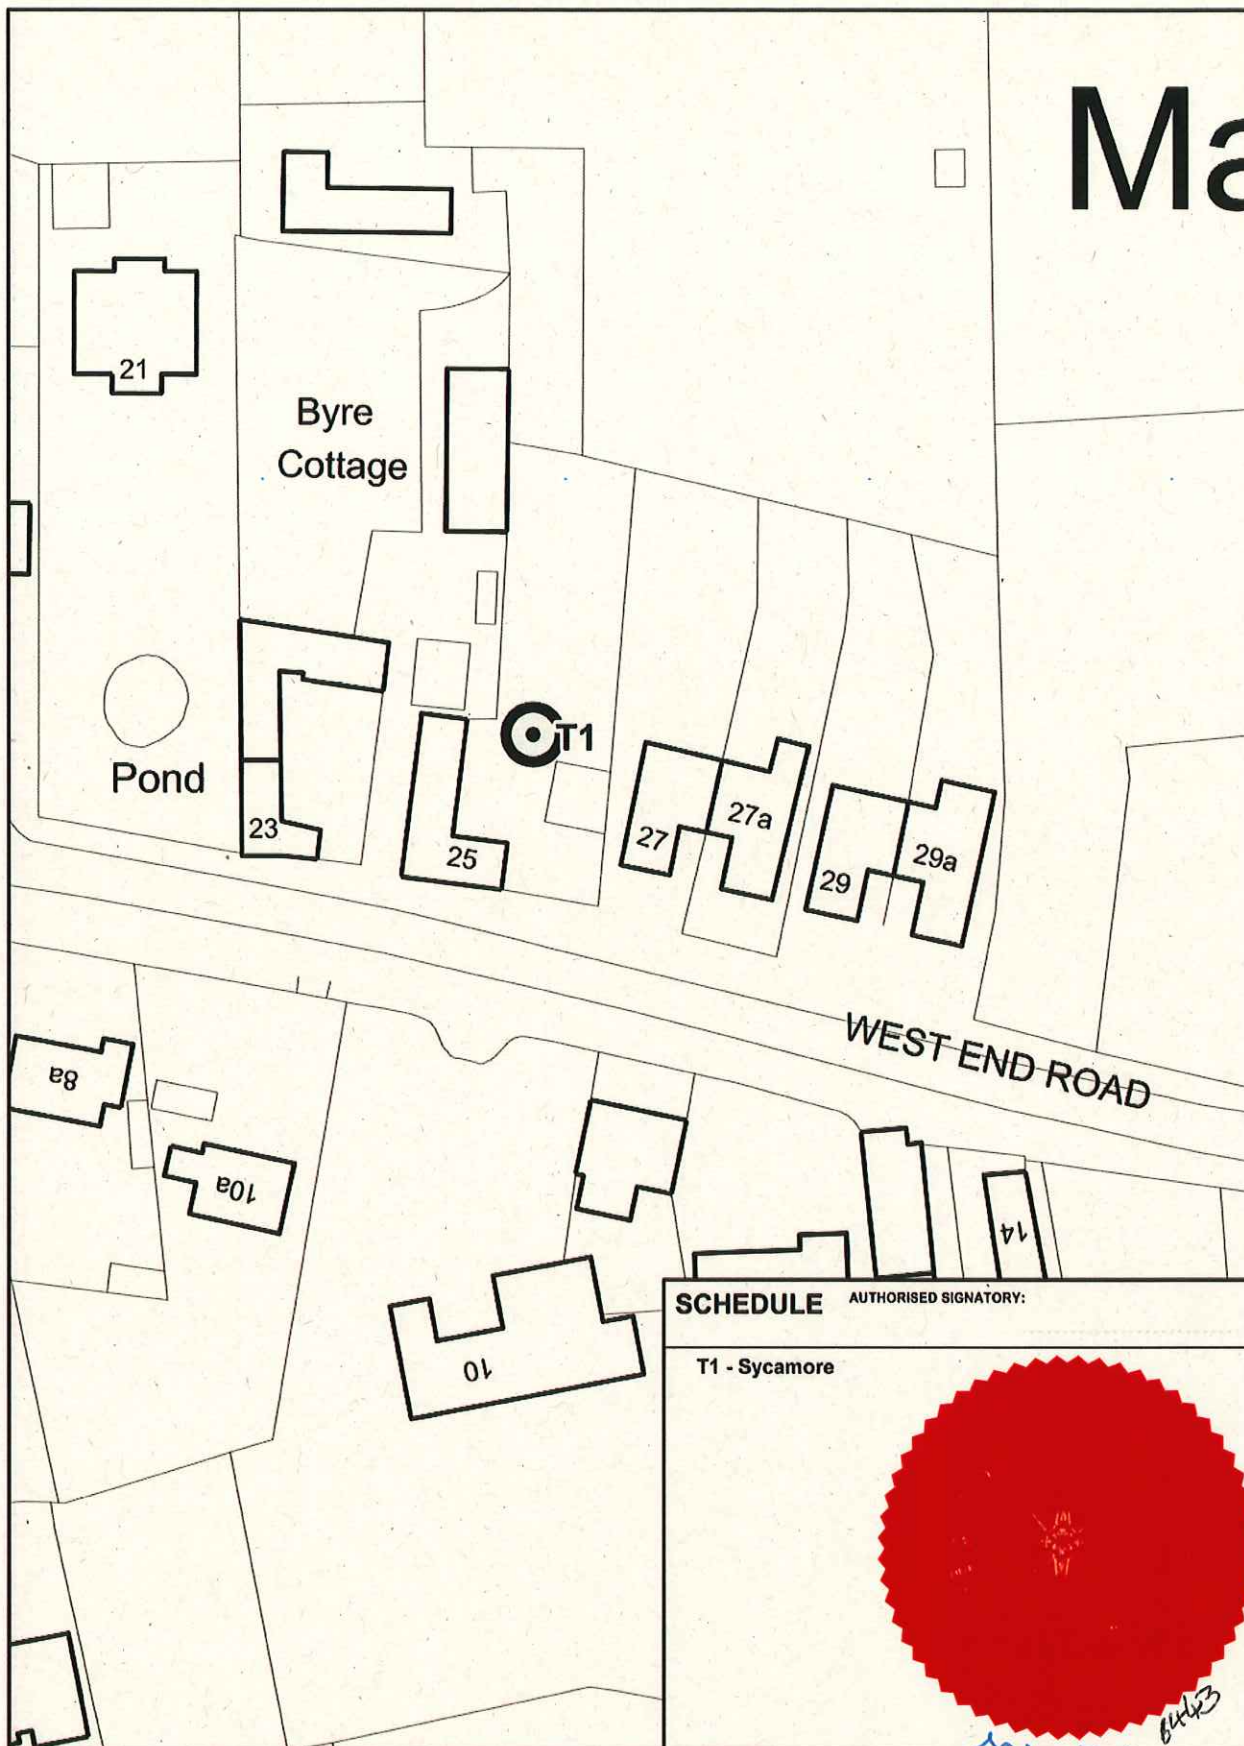 Ma
21
Byre
Cottage
T1
Pond
23
25
27
27a
29
29a
WEST END ROAD
8a
10a
14
10
SCHEDULE AUTHORISED SIGNATORY:
T1 - Sycamore
6443